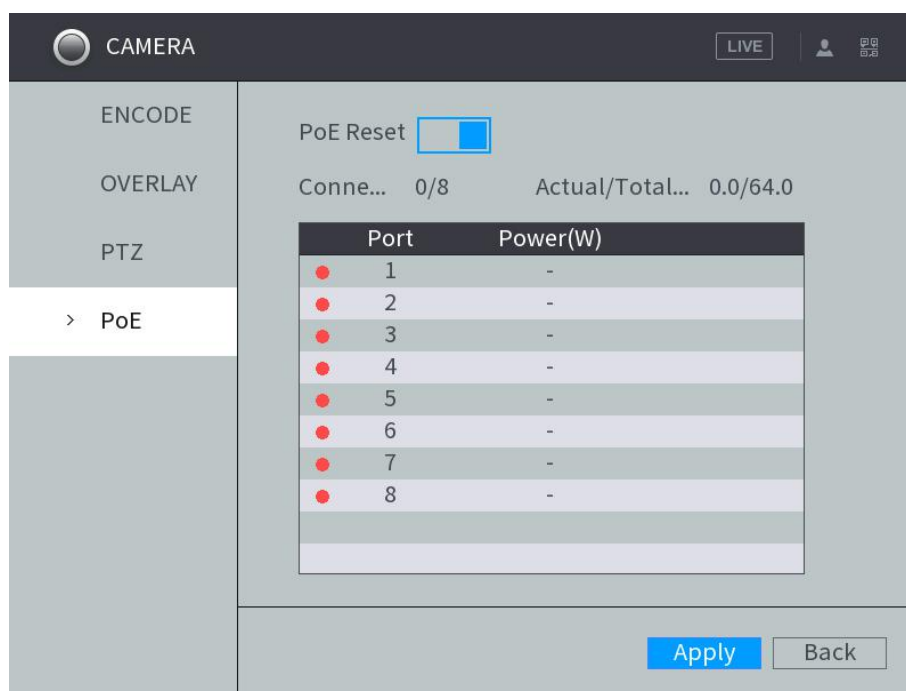 CAMERA LIVE
ENCODE
OVERLAY
PTZ
> PoE
PoE Reset
Conne... 0/8 Actual/Total... 0.0/64.0
Port Power(W)
1 -
2 -
3 -
4 -
5 -
6 -
7 -
8 -
Apply Back